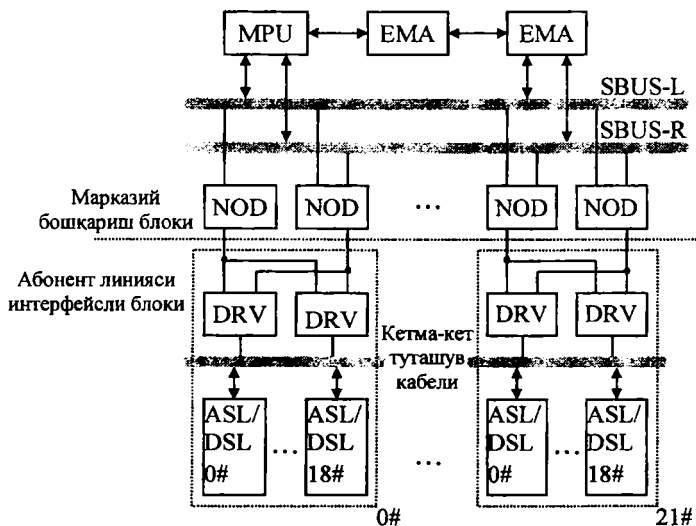 MPU EMA EMA
SBUS-L
SBUS-R
Марказий
бошқариш блоки
NOD NOD ... NOD NOD
Абонент линияси
интерфейсли блоки
DRV DRV DRV DRV
Кетма-кет
туташув
кабели
ASL/ ASL/ ASL/ ASL/
DSL DSL DSL DSL
0# ... 18# ... 0# ... 18#
0# 21#